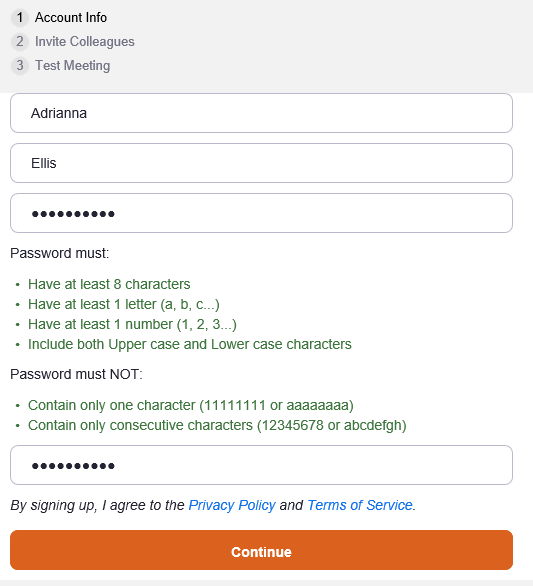 1 Account Info
2 Invite Colleagues
3 Test Meeting
Adrianna
Ellis
●●●●●●●●●●
Password must:
• Have at least 8 characters
• Have at least 1 letter (a, b, c...)
• Have at least 1 number (1, 2, 3...)
• Include both Upper case and Lower case characters
Password must NOT:
• Contain only one character (11111111 or aaaaaaaa)
• Contain only consecutive characters (12345678 or abcdefgh)
●●●●●●●●●●
By signing up, I agree to the Privacy Policy and Terms of Service.
Continue